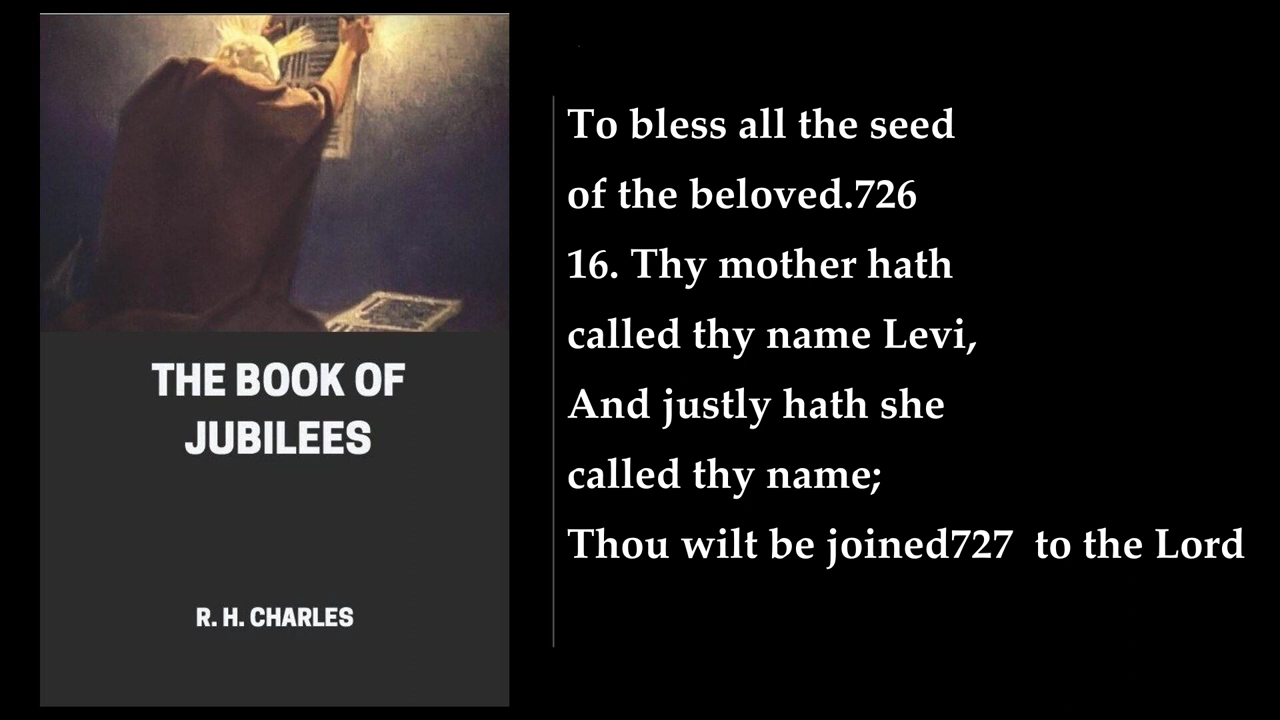 THE BOOK OF
JUBILEES
R. H. CHARLES
To bless all the seed
of the beloved.726
16. Thy mother hath
called thy name Levi,
And justly hath she
called thy name;
Thou wilt be joined727  to the Lord